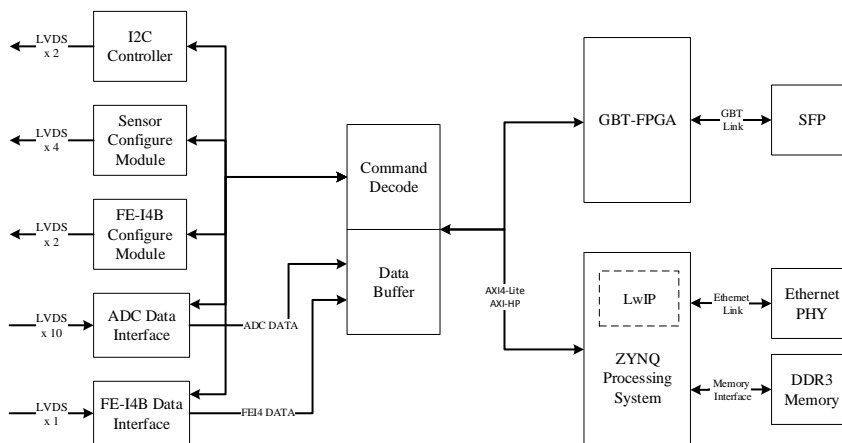 LVDS
x 2
I2C
Controller
LVDS
x 4
Sensor
Configure
Module
LVDS
x 2
FE-I4B
Configure
Module
LVDS
x 10
ADC Data
Interface
ADC DATA
LVDS
x 1
FE-I4B Data
Interface
FEI4 DATA
Command
Decode
Data
Buffer
AXI4-Lite
AXI-HP
GBT-FPGA
GBT
Link
SFP
LwIP
ZYNQ
Processing
System
Ethernet
Link
Ethernet
PHY
Memory
Interface
DDR3
Memory